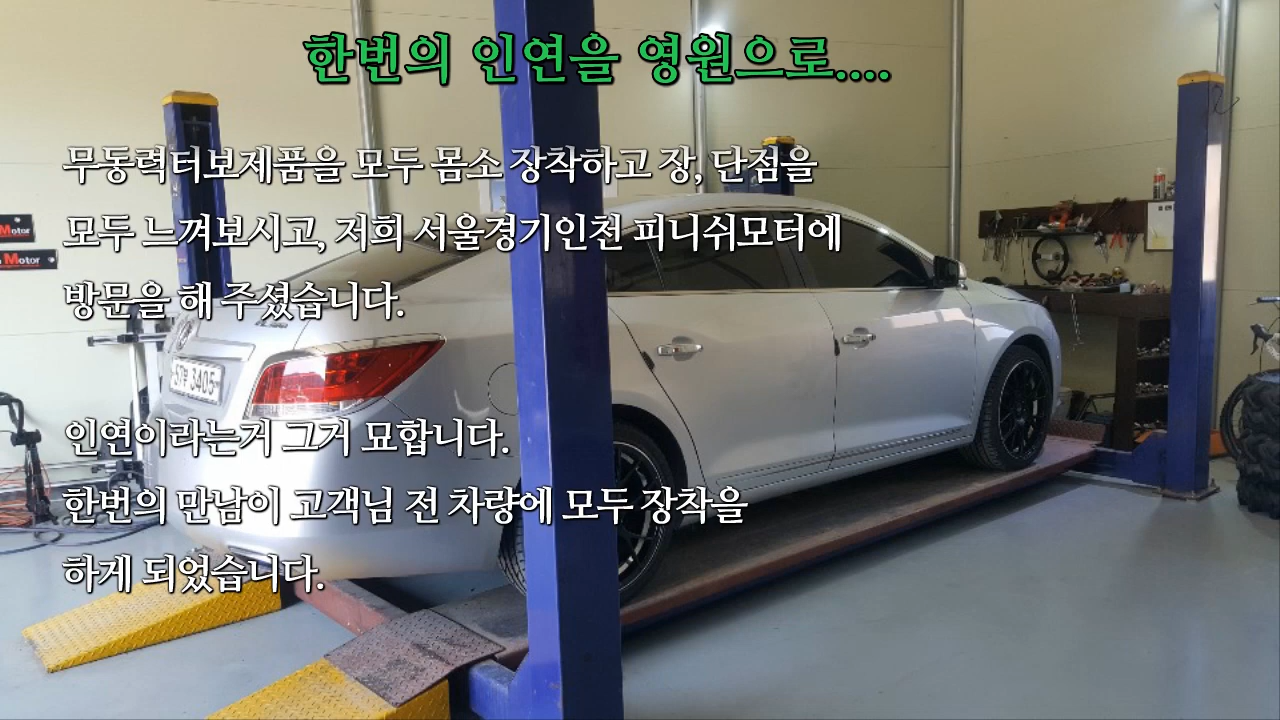 한번의 인연을 영원으로....
무동력터보제품을 모두 몸소 장착하고 장, 단점을
모두 느껴보시고, 저희 서울경기인천 피니쉬모터에
방문을 해 주셨습니다.
Motor
Motor
3405
인연이라는거 그거 묘합니다.
한번의 만남이 고객님 전 차량에 모두 장착을
하게 되었습니다.